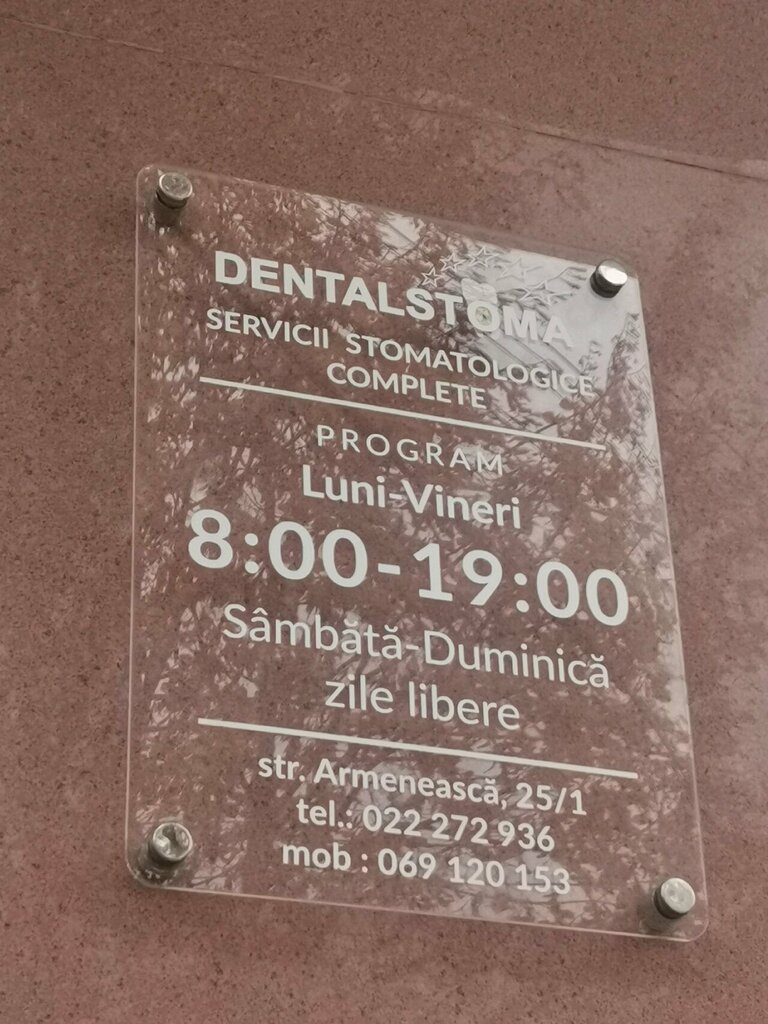 DENTALSTOMA
SERVICII STOMATOLOGICE
COMPLETE
PROGRAM
Luni-Vineri
8:00-19:00
Sâmbătă-Duminică
zile libere
str. Armenească, 25/1
tel.: 022 272 936
mob : 069 120 153